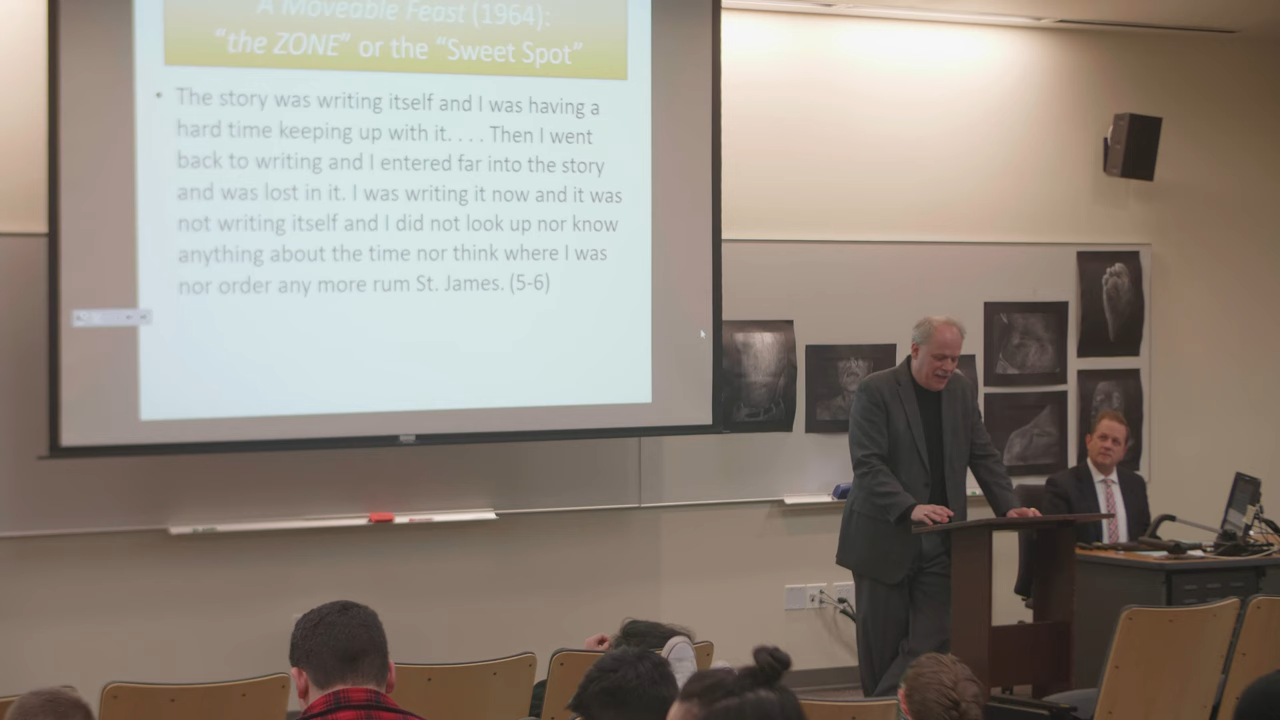 A Moveable Feast (1964):
"the ZONE" or the "Sweet Spot"
• The story was writing itself and I was having a
hard time keeping up with it. . . . Then I went
back to writing and I entered far into the story
and was lost in it. I was writing it now and it was
not writing itself and I did not look up nor know
anything about the time nor think where I was
nor order any more rum St. James. (5-6)